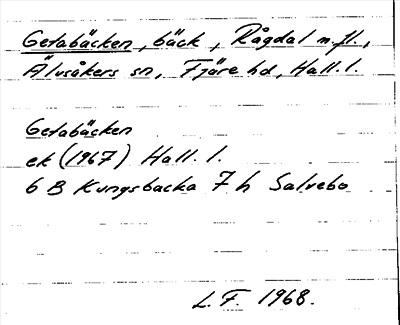 Getabäcken, bäck, Rågdal m.fl.,
Älvsåkers sn, Fjäre hd, Hall. l.
Getabäcken
ek (1967) Hall. l.
6 B Kungsbacka 7 h Salvebo
L. F. 1968.